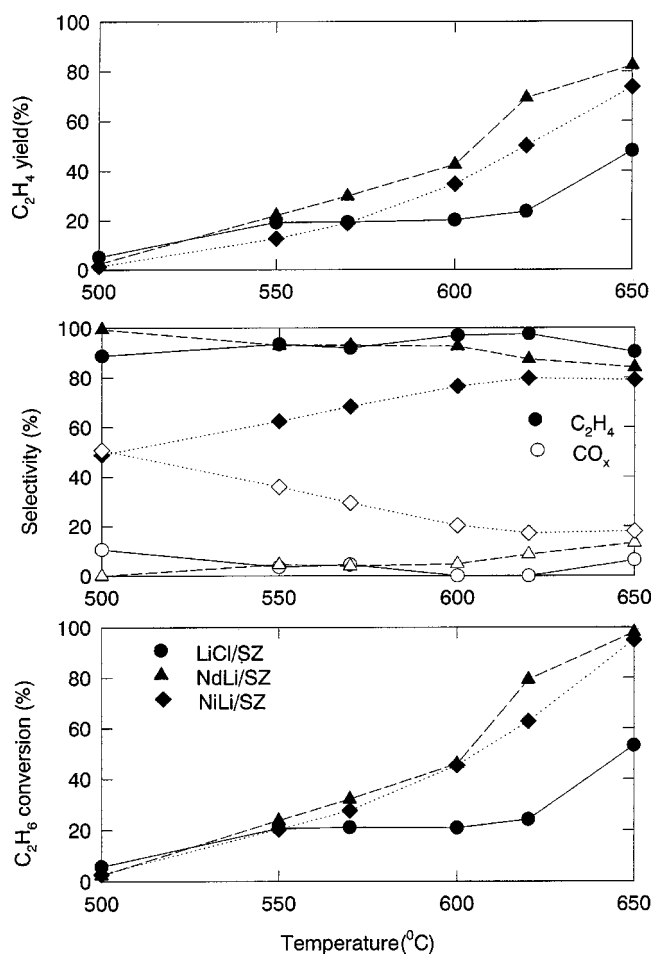 100
80
60
40
20
0
C2H4 yield(%)
500 550 600 650
100
80
60
40
20
0
Selectivity (%)
C2H4
COx
500 550 600 650
100
80
60
40
20
0
C2H6 conversion (%)
LiCl/SZ
NdLi/SZ
NiLi/SZ
500 550 600 650
Temperature(⁰C)